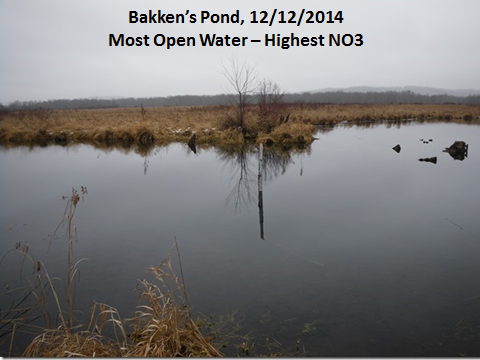 Bakken’s Pond, 12/12/2014
Most Open Water – Highest NO3